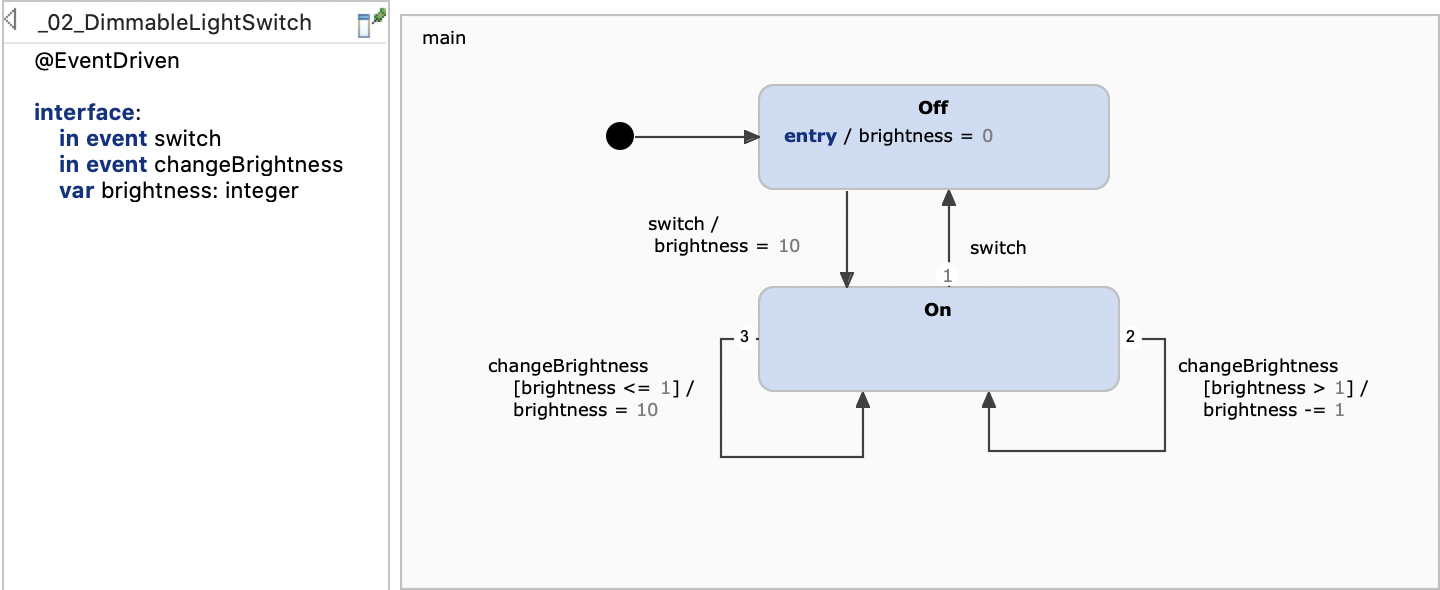 _02_DimmableLightSwitch
@EventDriven
interface:
in event switch
in event changeBrightness
var brightness: integer
main
Off
entry / brightness = 0
switch /
brightness = 10
switch
1
On
3
2
changeBrightness
[brightness <= 1] /
brightness = 10
changeBrightness
[brightness > 1] /
brightness -= 1